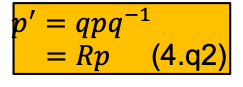 p′ = qpq⁻¹
= Rp (4.q2)